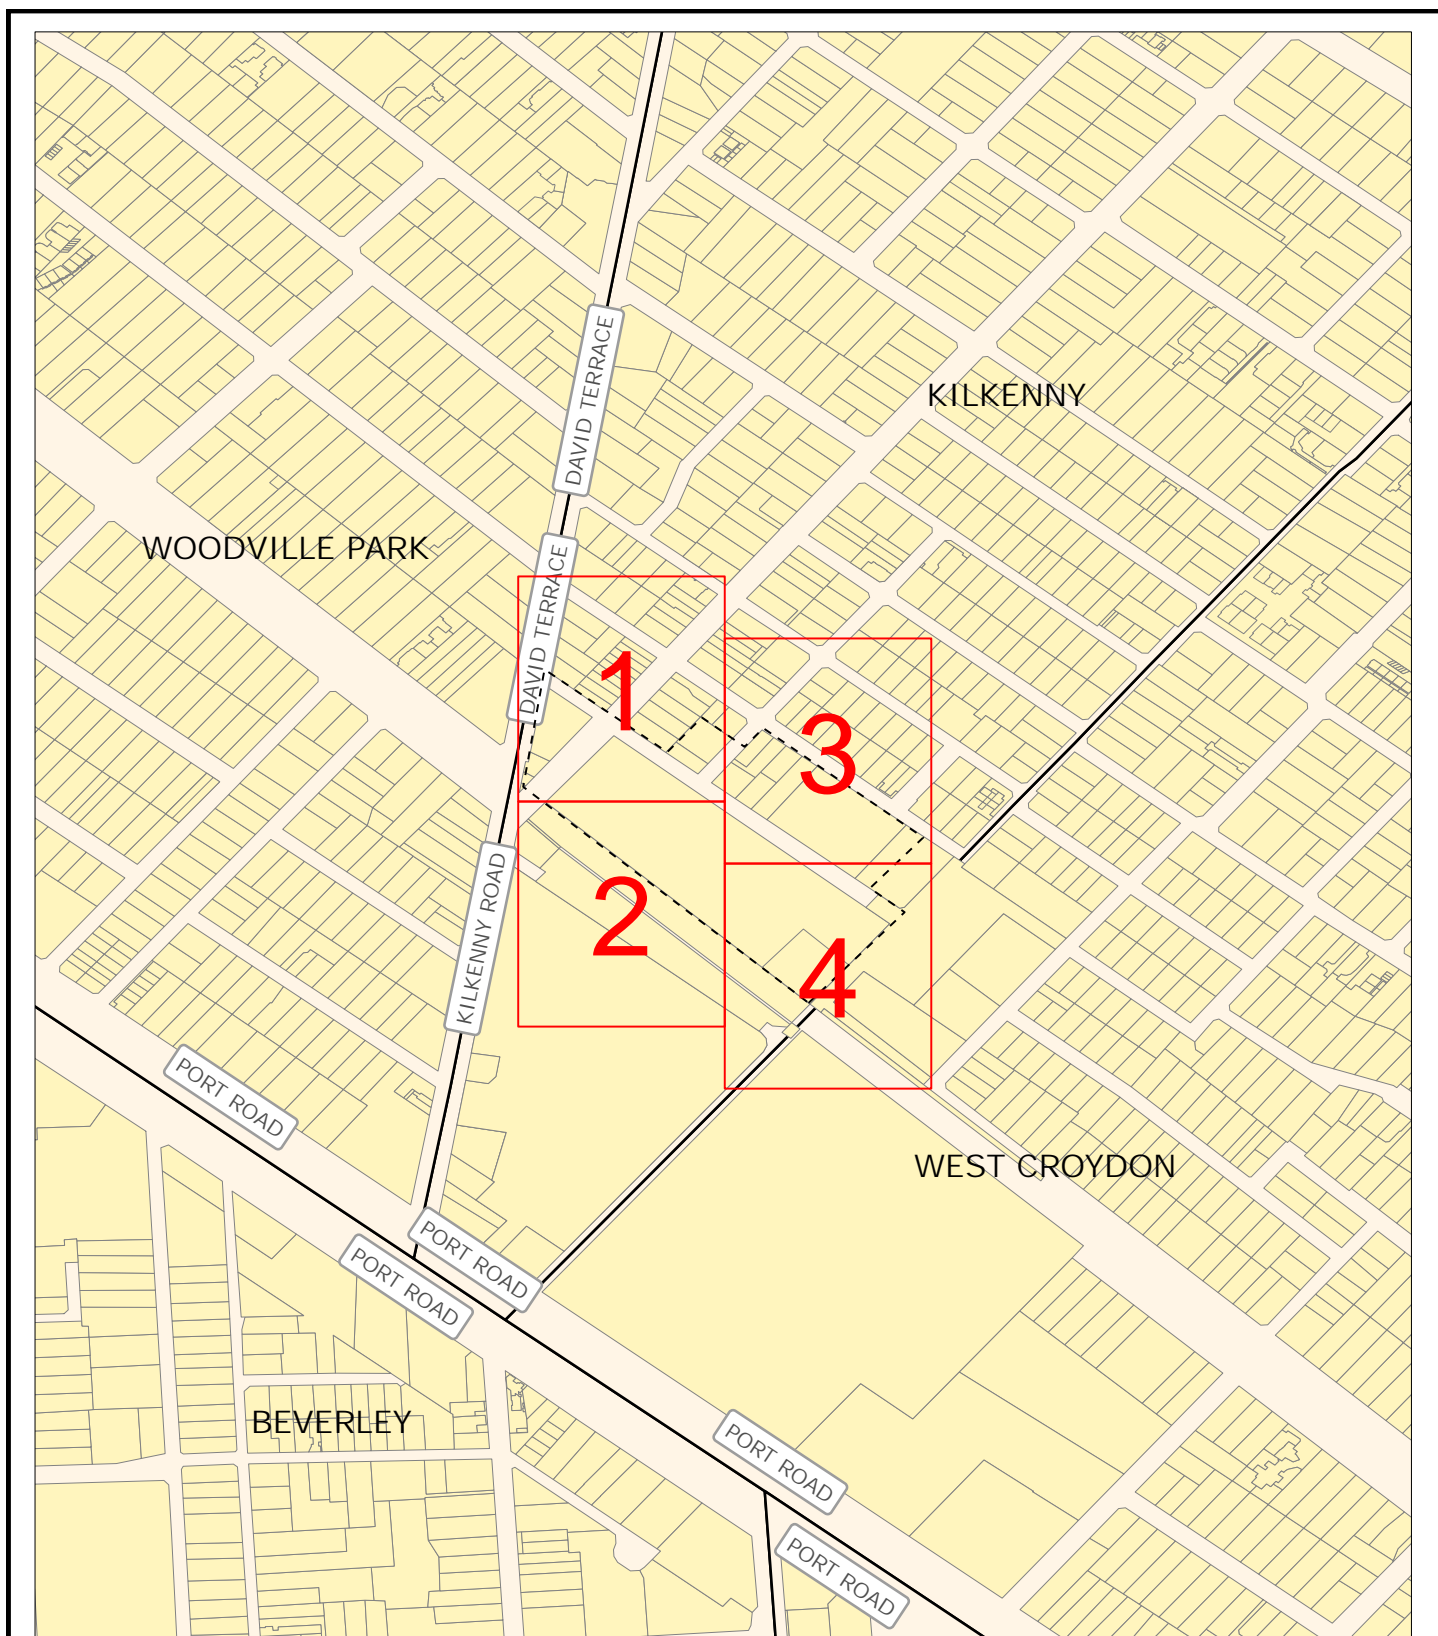 DAVID TERRACE
KILKENNY
WOODVILLE PARK
DAVID TERRACE
1
3
2
KILKENNY ROAD
4
PORT ROAD
WEST CROYDON
PORT ROAD
PORT ROAD
BEVERLEY
PORT ROAD
PORT ROAD